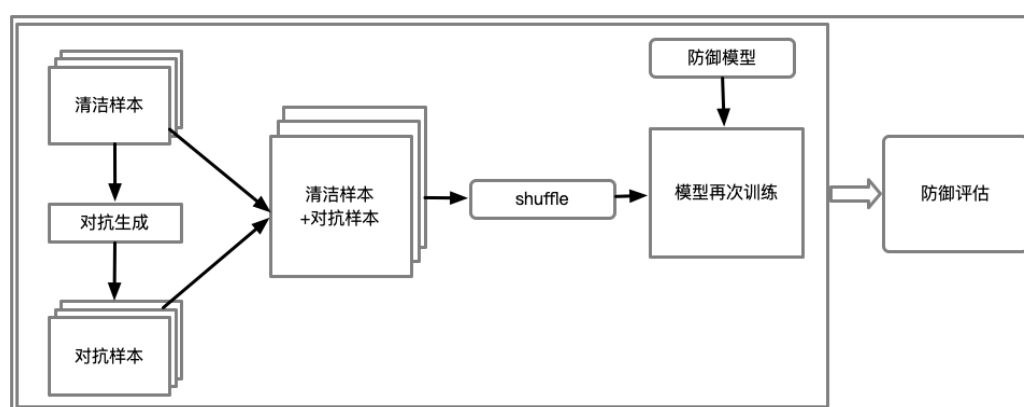 清洁样本
对抗生成
对抗样本
清洁样本
+对抗样本
shuffle
防御模型
模型再次训练
防御评估